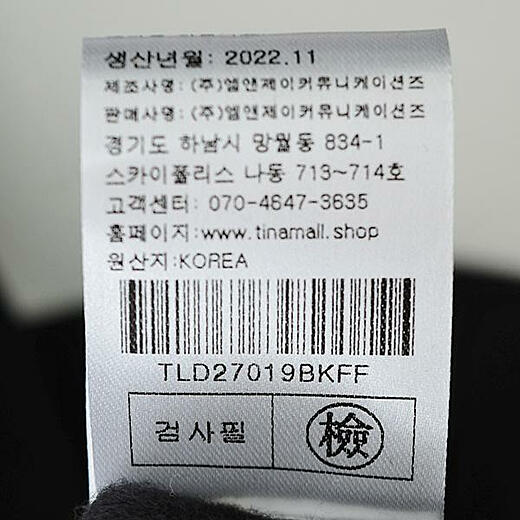 생산년월: 2022.11
제조사명: (주)엘앤제이커뮤니케이션즈
판매사명: (주)엘앤제이커뮤니케이션즈
경기도 하남시 망월동 834-1
스카이폴리스 나동 713~714호
고객센터: 070-4647-3635
홈페이지:www.tinamall.shop
원산지:KOREA
TLD27019BKFF
검사필 檢